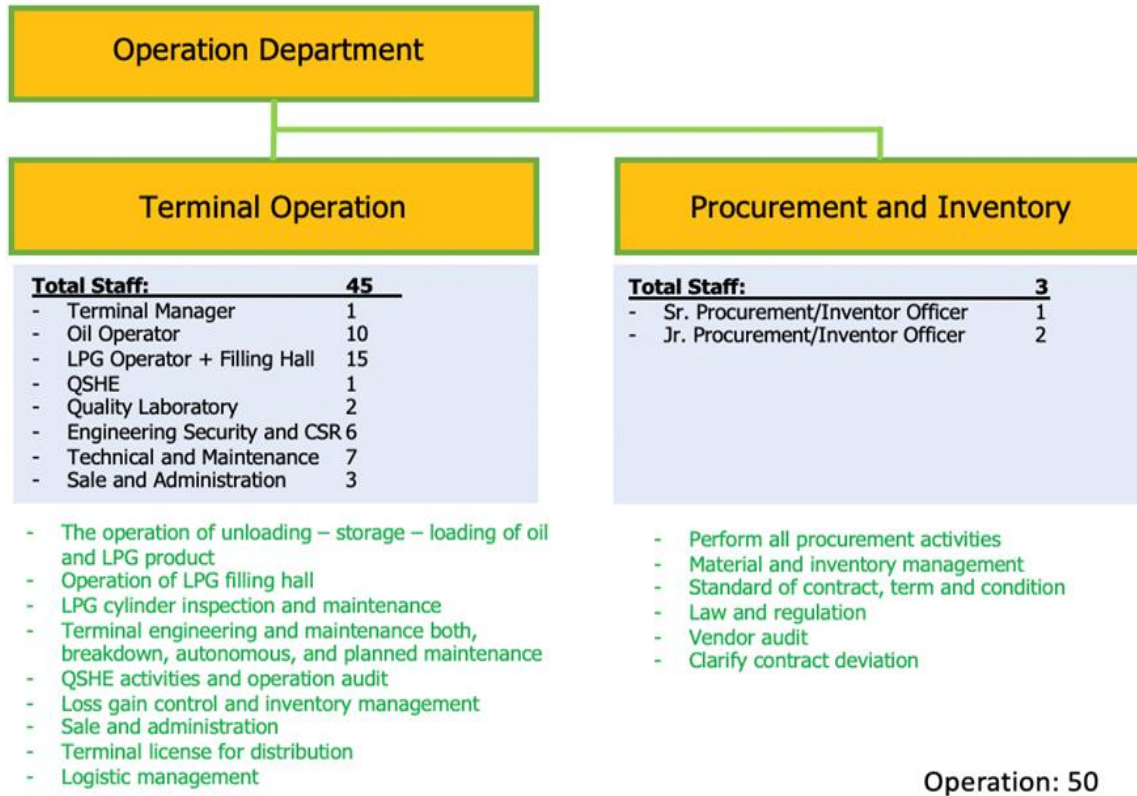 Operation Department
Terminal Operation
Total Staff: 45
- Terminal Manager 1
- Oil Operator 10
- LPG Operator + Filling Hall 15
- QSHE 1
- Quality Laboratory 2
- Engineering Security and CSR 6
- Technical and Maintenance 7
- Sale and Administration 3
- The operation of unloading – storage – loading of oil
and LPG product
- Operation of LPG filling hall
- LPG cylinder inspection and maintenance
- Terminal engineering and maintenance both,
breakdown, autonomous, and planned maintenance
- QSHE activities and operation audit
- Loss gain control and inventory management
- Sale and administration
- Terminal license for distribution
- Logistic management
Procurement and Inventory
Total Staff: 3
- Sr. Procurement/Inventor Officer 1
- Jr. Procurement/Inventor Officer 2
- Perform all procurement activities
- Material and inventory management
- Standard of contract, term and condition
- Law and regulation
- Vendor audit
- Clarify contract deviation
Operation: 50